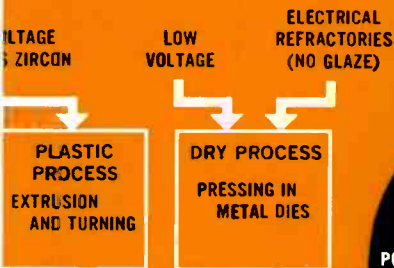 ELECTRICAL
REFRACTORIES
(NO GLAZE)
LOW
VOLTAGE
LTAGE
ZIRCON
PLASTIC
PROCESS
EXTRUSION
AND TURNING
DRY PROCESS
PRESSING IN
METAL DIES